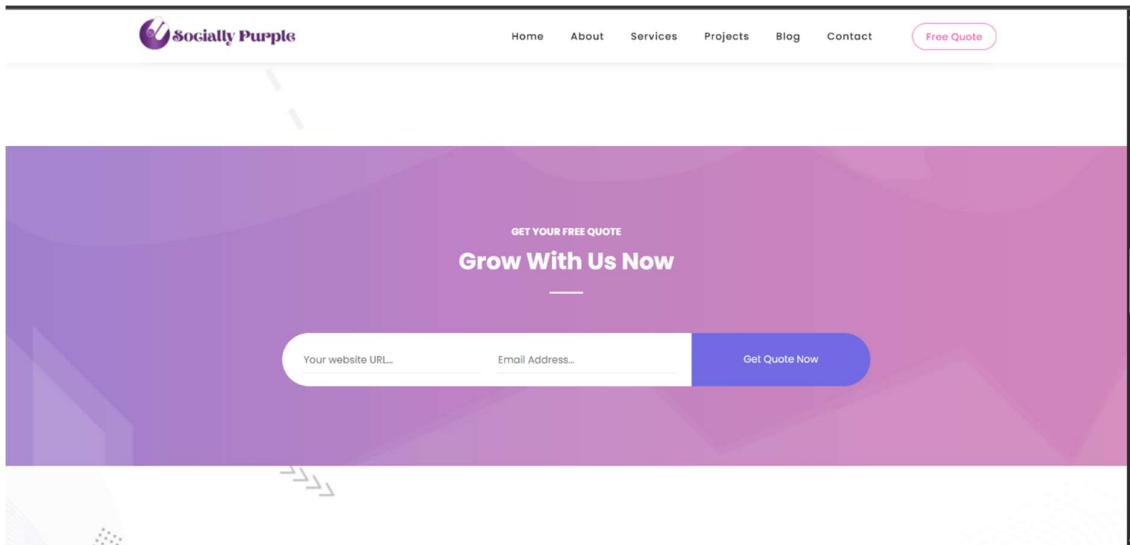 Socially Purple
Home About Services Projects Blog Contact Free Quote
GET YOUR FREE QUOTE
Grow With Us Now
Your website URL... Email Address... Get Quote Now